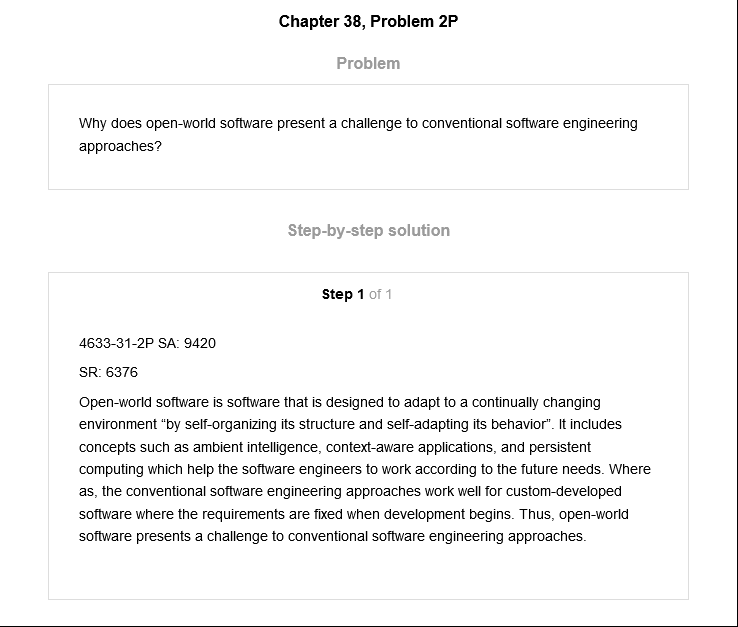 Chapter 38, Problem 2P
Problem
Why does open-world software present a challenge to conventional software engineering
approaches?
Step-by-step solution
Step 1 of 1
4633-31-2P SA: 9420
SR: 6376
Open-world software is software that is designed to adapt to a continually changing
environment “by self-organizing its structure and self-adapting its behavior”. It includes
concepts such as ambient intelligence, context-aware applications, and persistent
computing which help the software engineers to work according to the future needs. Where
as, the conventional software engineering approaches work well for custom-developed
software where the requirements are fixed when development begins. Thus, open-world
software presents a challenge to conventional software engineering approaches.